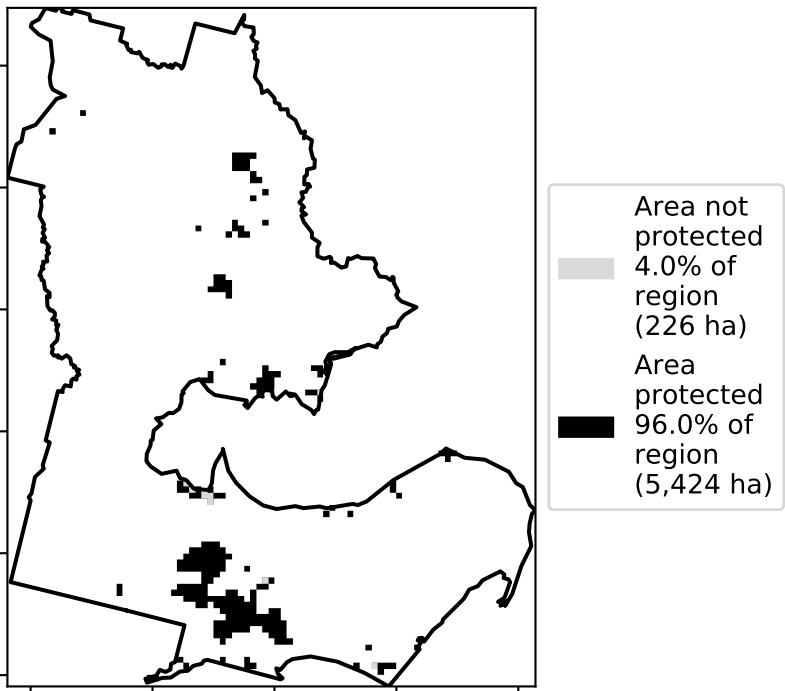 Area not
protected
4.0% of
region
(226 ha)
Area
protected
96.0% of
region
(5,424 ha)